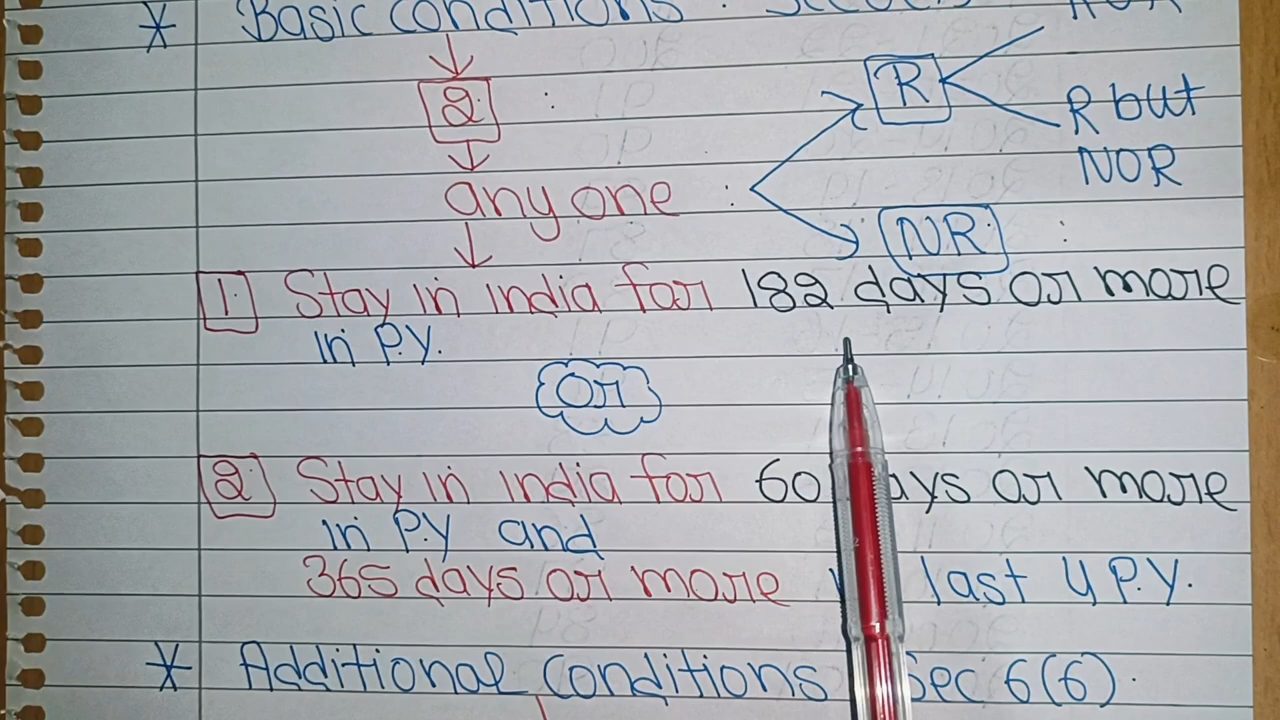 * Basic conditions :
2 :
R
R but
NOR
any one :
NR :
1. Stay in india for 182 days or more
in P.Y.
Or
2. Stay in india for 60 days or more
in P.Y and
365 days or more last 4 P.Y.
* Additional Conditions Sec 6(6).